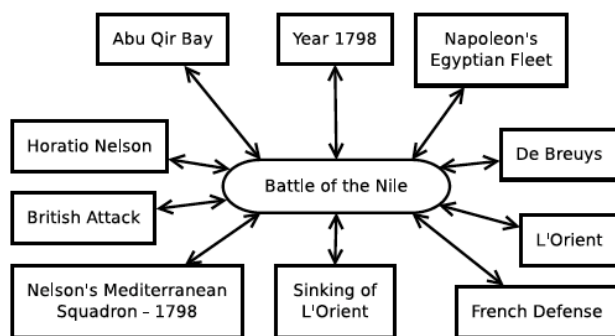 Abu Qir Bay
Year 1798
Napoleon's
Egyptian Fleet
Horatio Nelson
De Breuys
Battle of the Nile
British Attack
L'Orient
Nelson's Mediterranean
Squadron - 1798
Sinking of
L'Orient
French Defense